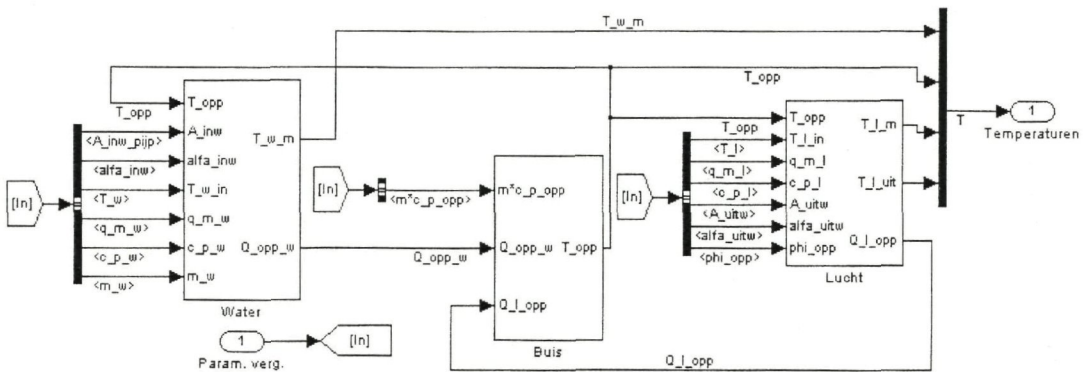 T_w_m
T_opp
T_opp
<A_inw_pijp>
<alfa_inw>
<T_w>
<q_m_w>
<c_p_w>
<m_w>
[In]
T_opp
A_inw
alfa_inw
T_w_in
q_m_w
c_p_w
m_w
T_w_m
Q_opp_w
Water
[In]
<m*c_p_opp>
Q_opp_w
m*c_p_opp
Q_opp_w
Q_l_opp
T_opp
Buis
[In]
T_opp
<T_l>
<q_m_l>
<c_p_l>
<A_uitw>
<alfa_uitw>
<phi_opp>
T_opp
T_l_in
q_m_l
c_p_l
A_uitw
alfa_uitw
phi_opp
T_l_m
T_l_uit
Q_l_opp
Lucht
T
1
Temperaturen
1
Param. verg.
[In]
Q_l_opp